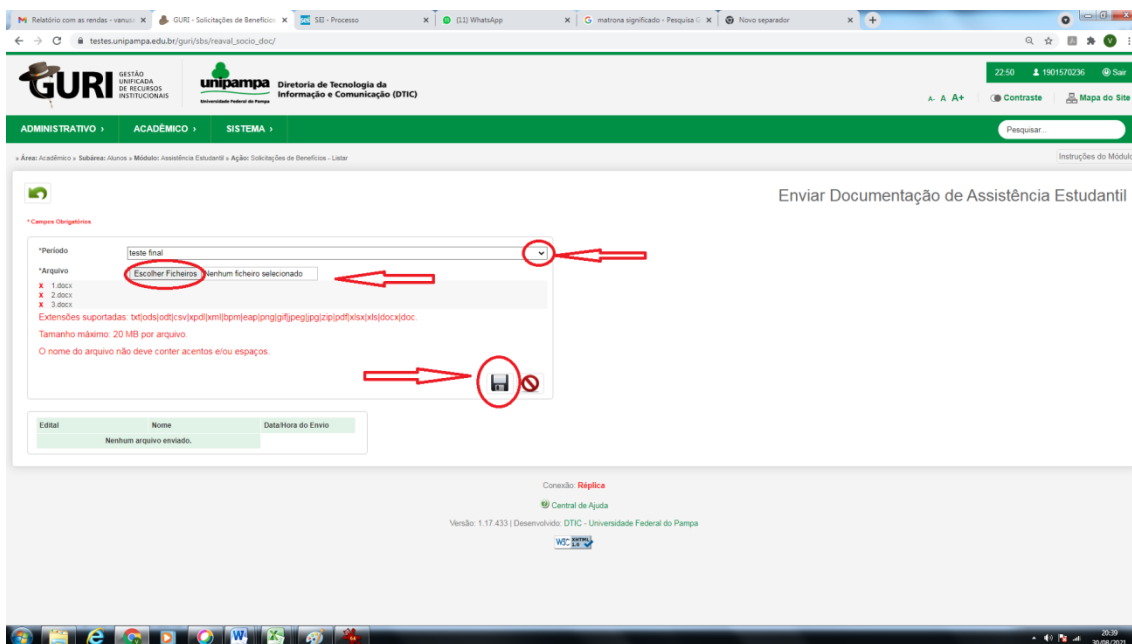 Relatório com as rendas - vanus x
GURI - Solicitações de Benefícios x
SEI - Processo x
(11) WhatsApp x
matrona significado - Pesquisa G x
Novo separador x
testes.unipampa.edu.br/guri/sbs/reaval_socio_doc/
GURI
GESTÃO
UNIFICADA
DE RECURSOS
INSTITUCIONAIS
unipampa
Universidade Federal do Pampa
Diretoria de Tecnologia da
Informação e Comunicação (DTIC)
22:50 1901570236 Sair
A- A A+ Contraste Mapa do Site
ADMINISTRATIVO › ACADÊMICO › SISTEMA ›
Pesquisar...
» Área: Acadêmico » Subárea: Alunos » Módulo: Assistência Estudantil » Ação: Solicitações de Benefícios - Listar
Instruções do Módulo
Enviar Documentação de Assistência Estudantil
* Campos Obrigatórios
*Período teste final
*Arquivo Escolher Ficheiros Nenhum ficheiro selecionado
X 1.docx
X 2.docx
X 3.docx
Extensões suportadas: txt|ods|odt|csv|xpdl|xml|bpm|eap|png|gif|jpeg|jpg|zip|pdf|xlsx|xls|docx|doc.
Tamanho máximo: 20 MB por arquivo.
O nome do arquivo não deve conter acentos e/ou espaços.
Edital Nome Data/Hora do Envio
Nenhum arquivo enviado.
Conexão: Réplica
Central de Ajuda
Versão: 1.17.433 | Desenvolvido: DTIC - Universidade Federal do Pampa
W3C XHTML 1.0
20:39
30/08/2021